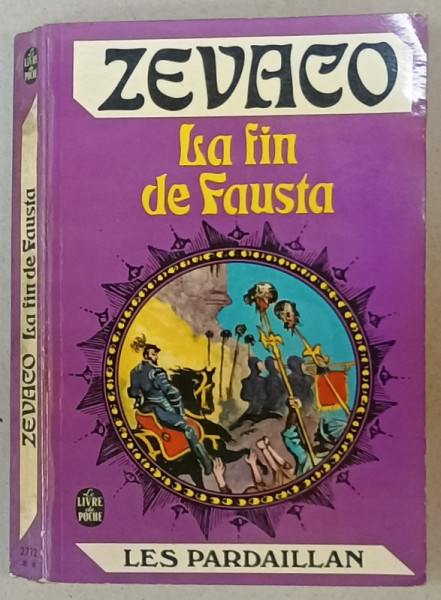 ZEVACO
La fin
de Fausta
Le
LIVRE
de
POCHE
LES PARDAILLAN
Le
LIVRE
de
POCHE
ZEVACO La fin de Fausta
2772
**